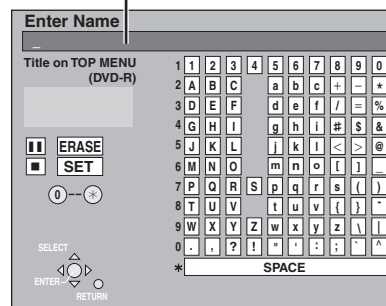 Enter Name
_
Title on TOP MENU
(DVD-R)
1 1 2 3 4 5 6 7 8 9 0
2 A B C a b c + − *
3 D E F d e f / = %
4 G H I g h i # $ &
5 J K L j k l < > @
ERASE
6 M N O m n o [ ] _
SET
7 P Q R S p q r s ( )
(0)--(*)
8 T U V t u v { } ‾
9 W X Y Z w x y z \ |
0 . , ? ! " ' : ; ` ^
* SPACE
SELECT
ENTER
RETURN